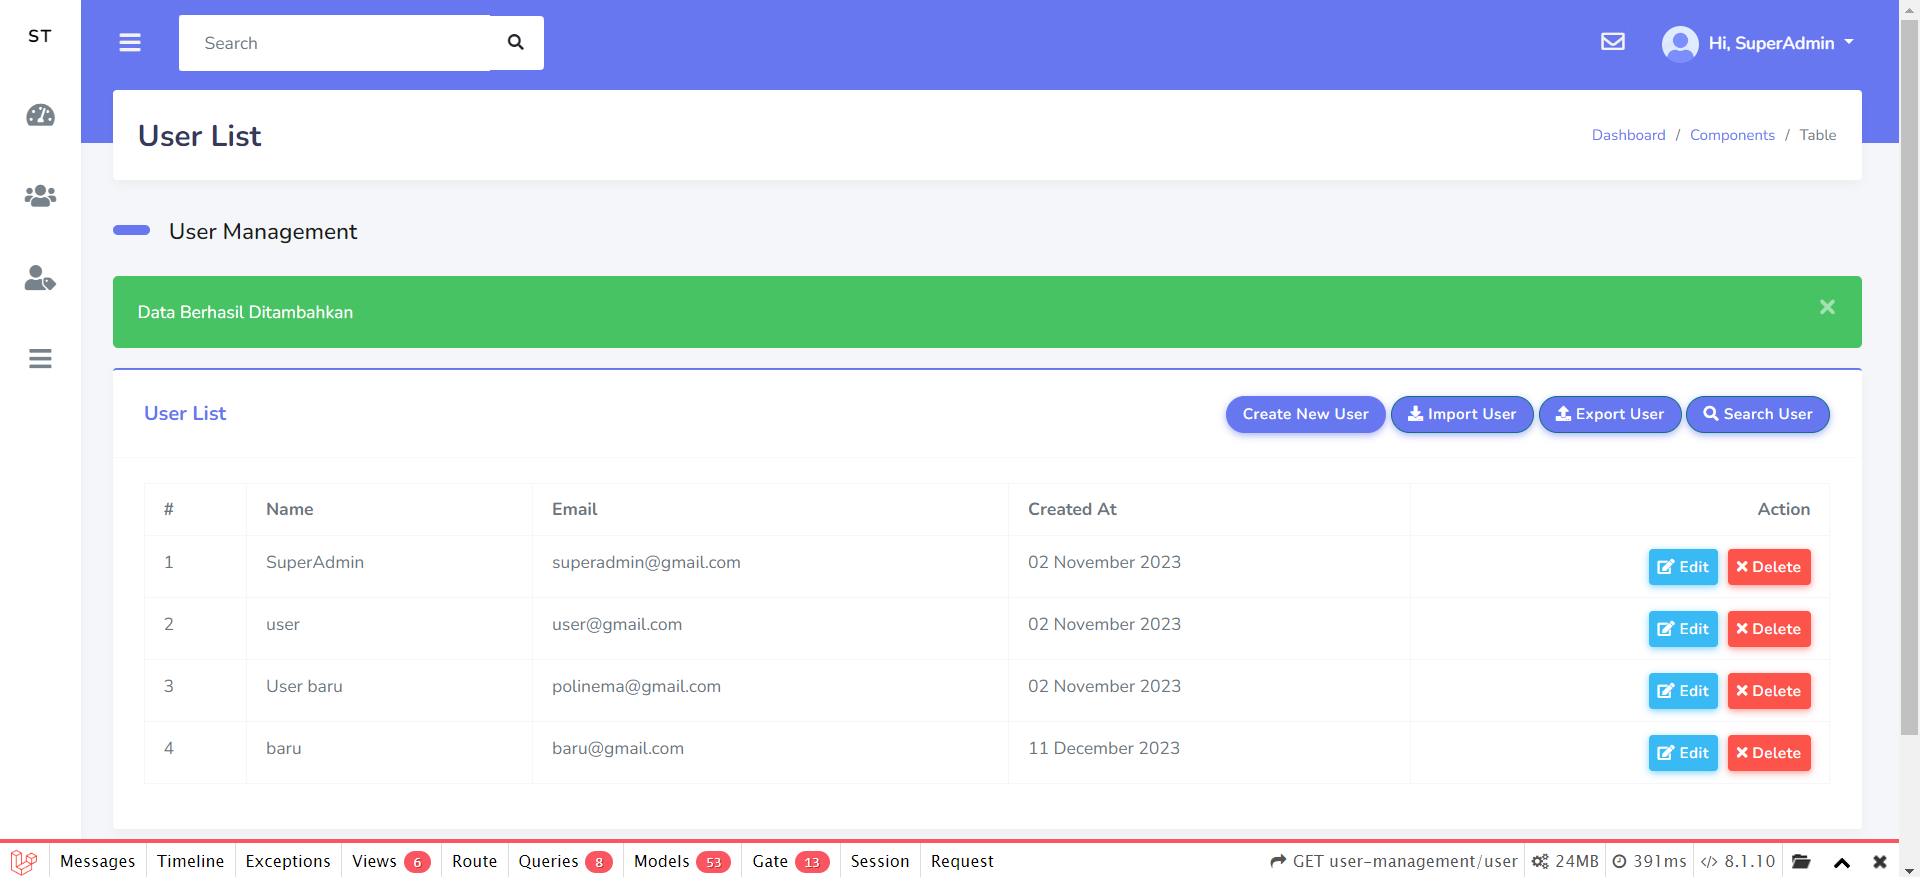 ST
Search
Hi, SuperAdmin
User List
Dashboard / Components / Table
User Management
Data Berhasil Ditambahkan
User List
Create New User Import User Export User Search User
# Name Email Created At Action
1 SuperAdmin superadmin@gmail.com 02 November 2023 Edit Delete
2 user user@gmail.com 02 November 2023 Edit Delete
3 User baru polinema@gmail.com 02 November 2023 Edit Delete
4 baru baru@gmail.com 11 December 2023 Edit Delete
Messages Timeline Exceptions Views 6 Route Queries 8 Models 53 Gate 13 Session Request GET user-management/user 24MB 391ms </> 8.1.10